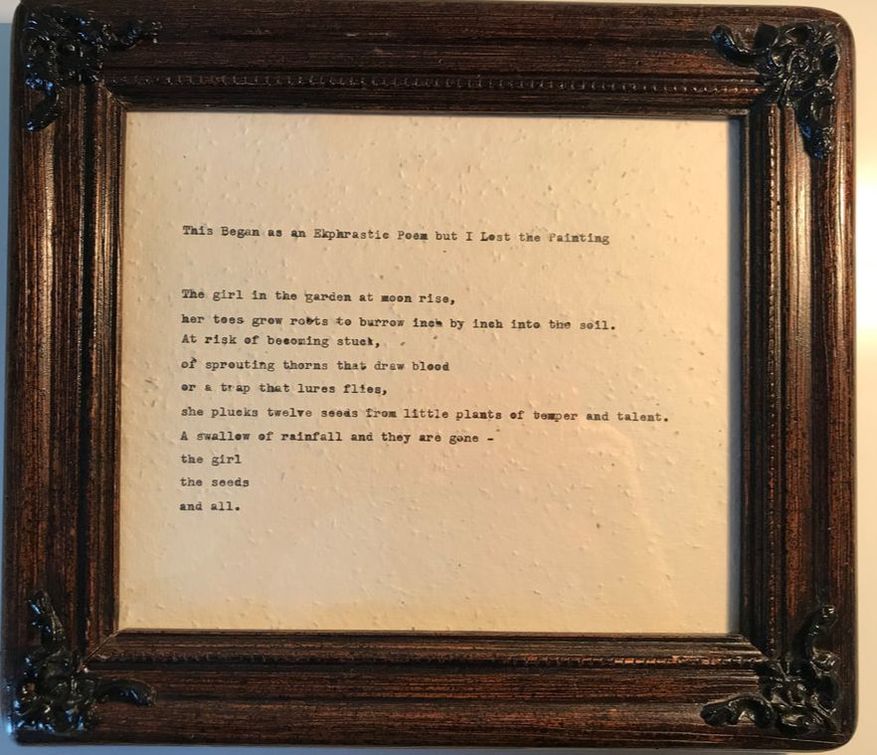 This Began as an Ekphrastic Poem but I Lost the Painting
The girl in the garden at moon rise,
her toes grow roots to burrow inch by inch into the soil.
At risk of becoming stuck,
of sprouting thorns that draw blood
or a trap that lures flies,
she plucks twelve seeds from little plants of temper and talent.
A swallow of rainfall and they are gone -
the girl
the seeds
and all.